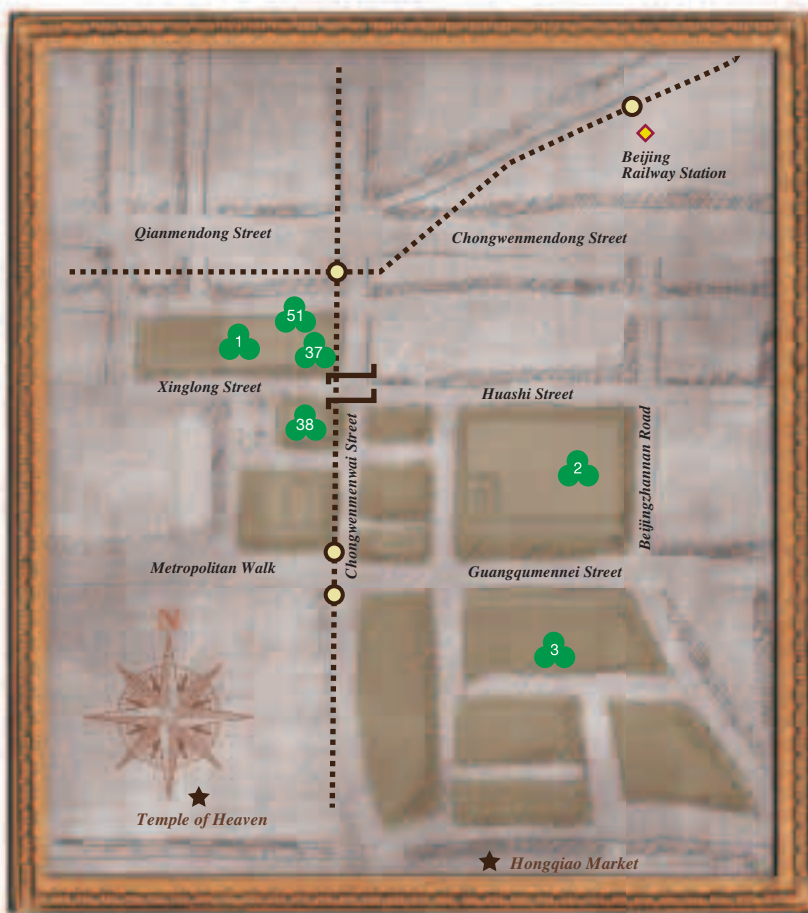 Beijing
Railway Station
Qianmendong Street
Chongwenmendong Street
51
1
37
Xinglong Street
Huashi Street
38
Chongwenmenwai Street
2
Beijingzhannan Road
Metropolitan Walk
Guangqumennei Street
N
3
Temple of Heaven
Hongqiao Market